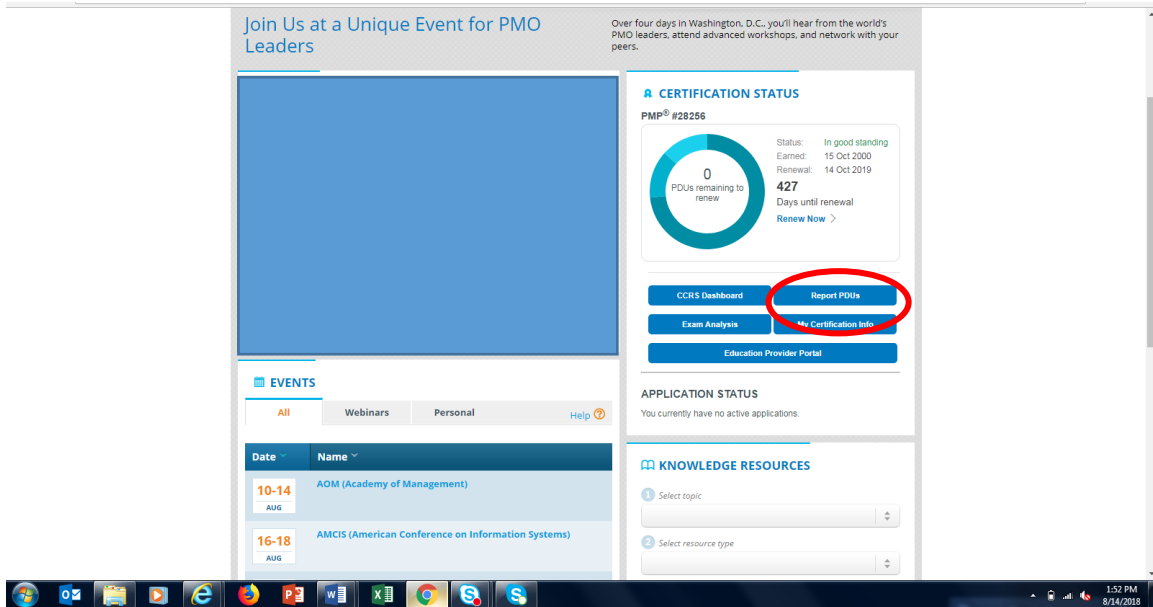 Join Us at a Unique Event for PMO
Leaders
Over four days in Washington, D.C., you'll hear from the world's
PMO leaders, attend advanced workshops, and network with your
peers.
CERTIFICATION STATUS
PMP® #28256
0
PDUs remaining to
renew
Status: In good standing
Earned: 15 Oct 2000
Renewal: 14 Oct 2019
427
Days until renewal
Renew Now >
CCRS Dashboard
Report PDUs
Exam Analysis
My Certification Info
Education Provider Portal
EVENTS
All Webinars Personal Help ?
Date Name
10-14
AUG
AOM (Academy of Management)
16-18
AUG
AMCIS (American Conference on Information Systems)
APPLICATION STATUS
You currently have no active applications.
KNOWLEDGE RESOURCES
1 Select topic
2 Select resource type
1:52 PM
8/14/2018